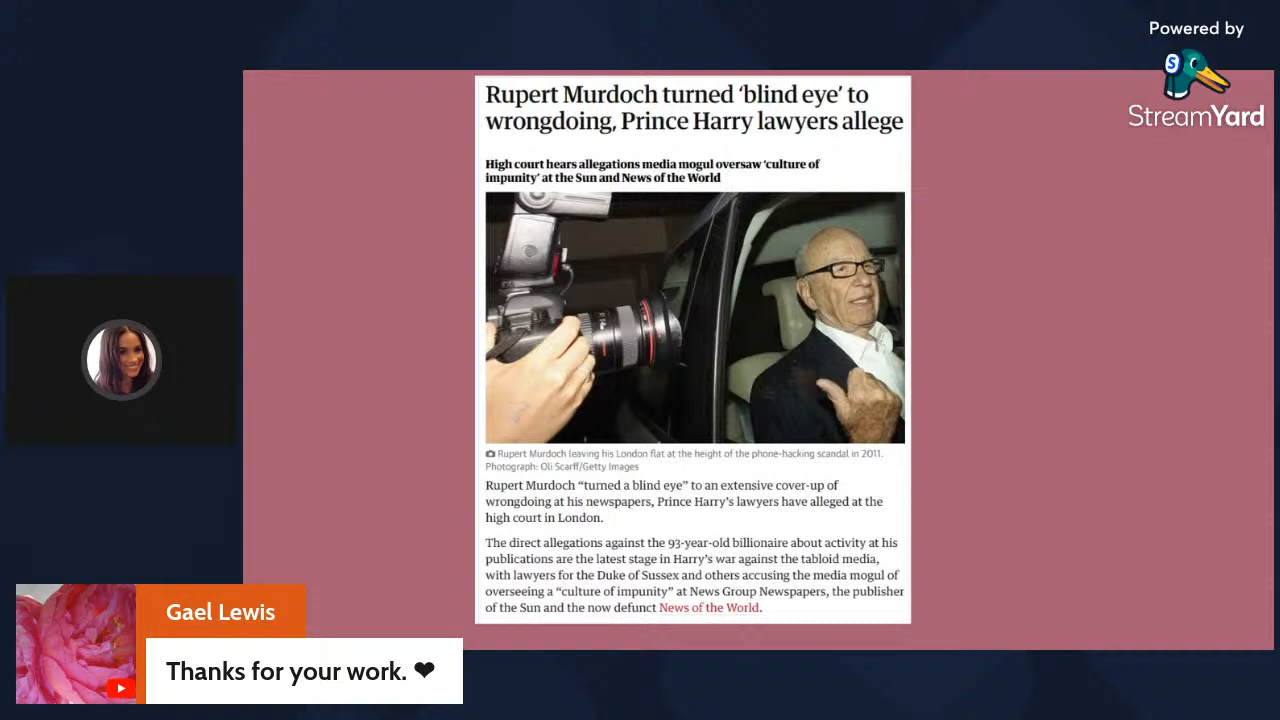 Powered by
StreamYard
Rupert Murdoch turned ‘blind eye’ to
wrongdoing, Prince Harry lawyers allege
High court hears allegations media mogul oversaw ‘culture of
impunity’ at the Sun and News of the World
Rupert Murdoch leaving his London flat at the height of the phone-hacking scandal in 2011.
Photograph: Oli Scarff/Getty Images
Rupert Murdoch “turned a blind eye” to an extensive cover-up of
wrongdoing at his newspapers, Prince Harry’s lawyers have alleged at the
high court in London.
The direct allegations against the 93-year-old billionaire about activity at his
publications are the latest stage in Harry’s war against the tabloid media,
with lawyers for the Duke of Sussex and others accusing the media mogul of
overseeing a “culture of impunity” at News Group Newspapers, the publisher
of the Sun and the now defunct News of the World.
Gael Lewis
Thanks for your work. ❤